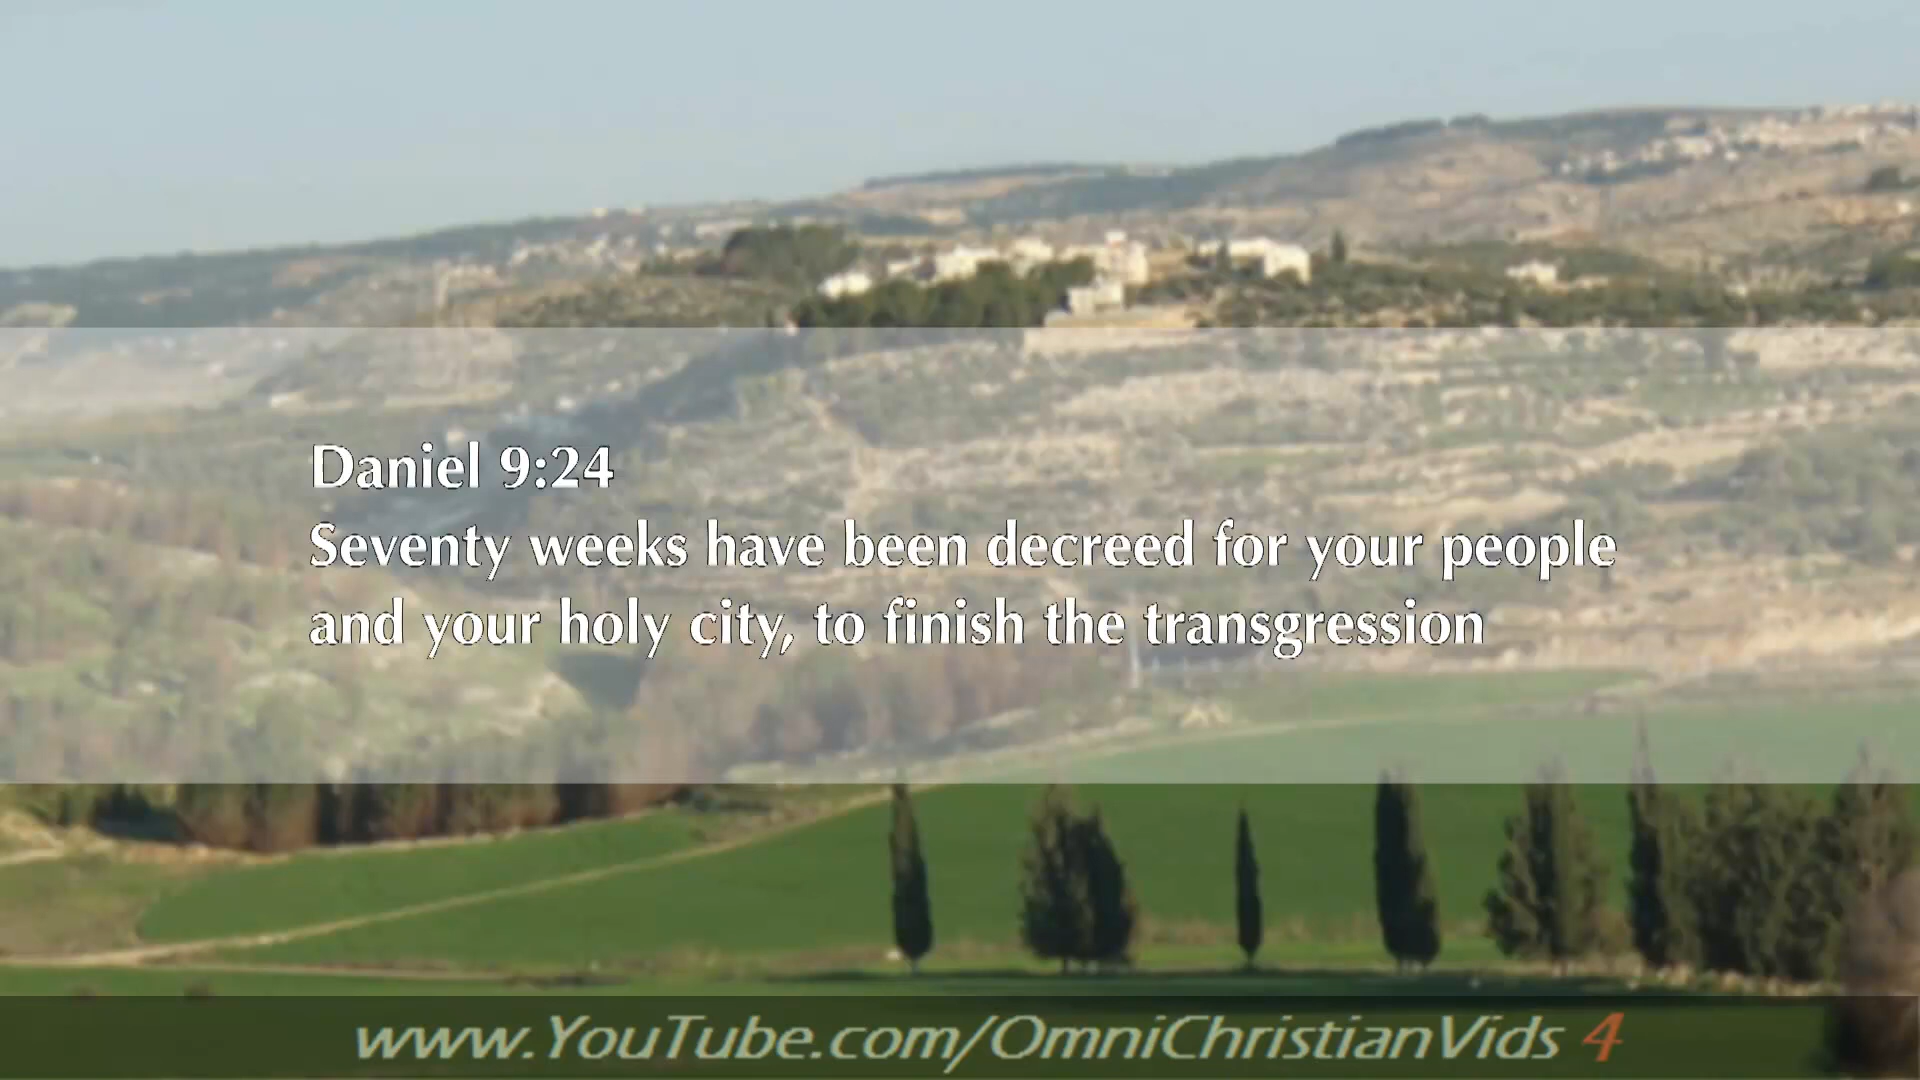 Daniel 9:24
Seventy weeks have been decreed for your people
and your holy city, to finish the transgression
www.YouTube.com/OmniChristianVids 4